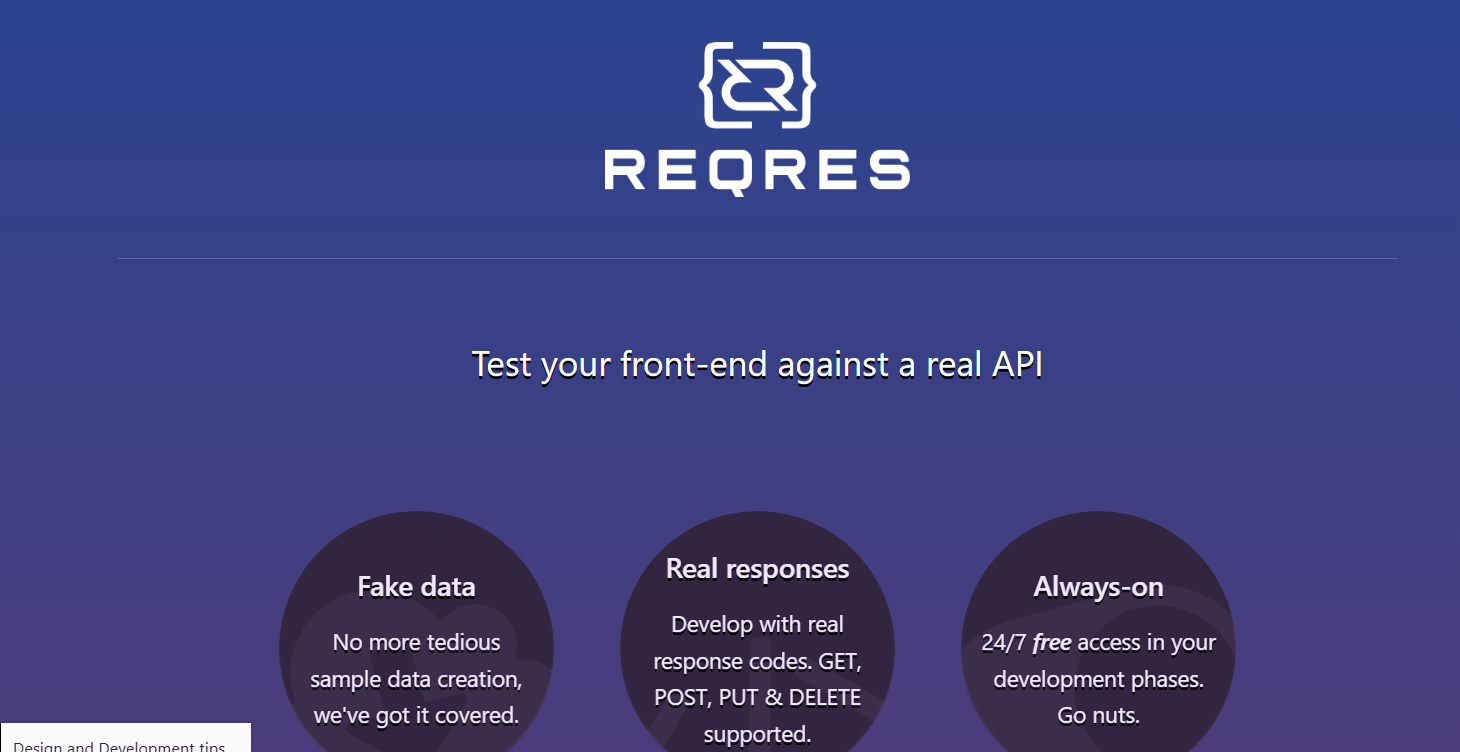 REQRES
Test your front-end against a real API
Fake data
No more tedious
sample data creation,
we've got it covered.
Real responses
Develop with real
response codes. GET,
POST, PUT & DELETE
supported.
Always-on
24/7 free access in your
development phases.
Go nuts.
Design and Development tips